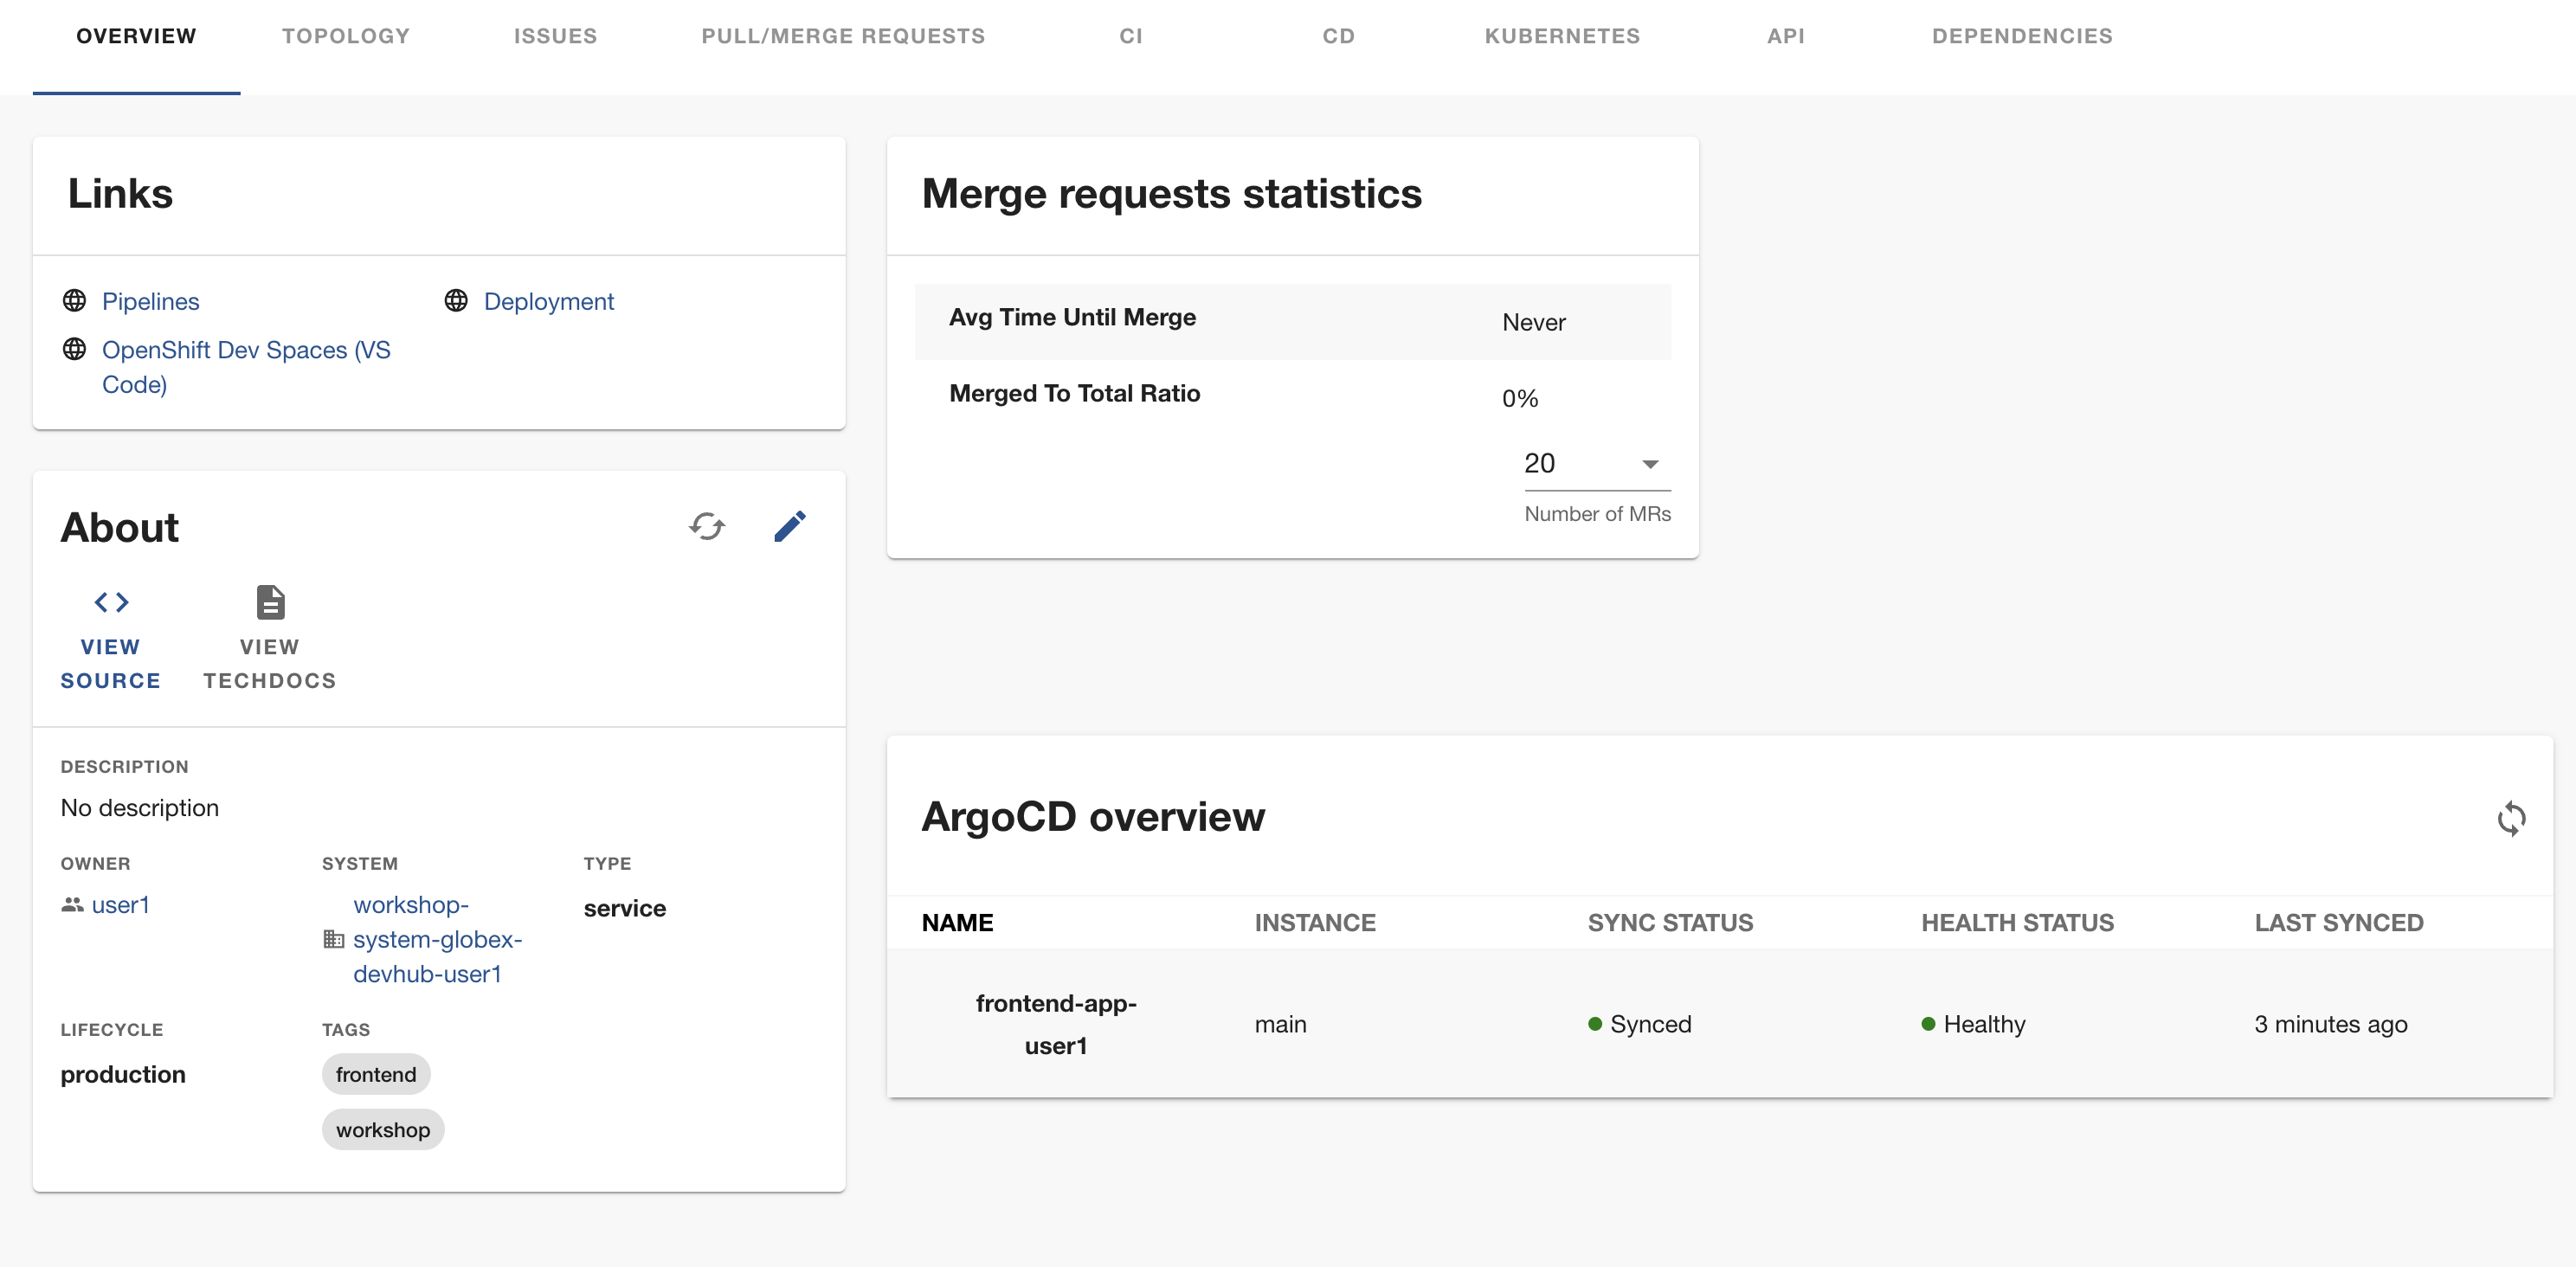 OVERVIEW TOPOLOGY ISSUES PULL/MERGE REQUESTS CI CD KUBERNETES API DEPENDENCIES
Links
Pipelines
Deployment
OpenShift Dev Spaces (VS
Code)
About
VIEW
SOURCE
VIEW
TECHDOCS
DESCRIPTION
No description
OWNER
user1
SYSTEM
workshop-
system-globex-
devhub-user1
TYPE
service
LIFECYCLE
production
TAGS
frontend
workshop
Merge requests statistics
Avg Time Until Merge Never
Merged To Total Ratio 0%
20
Number of MRs
ArgoCD overview
NAME INSTANCE SYNC STATUS HEALTH STATUS LAST SYNCED
frontend-app-
user1
main
Synced
Healthy
3 minutes ago